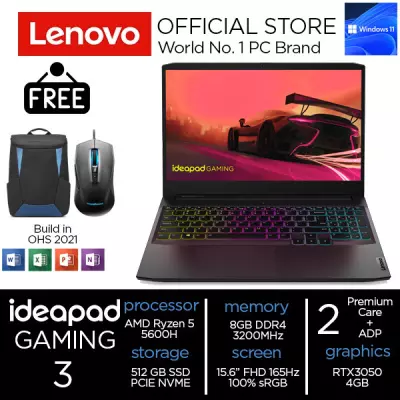 Lenovo
OFFICIAL STORE
World No. 1 PC Brand
Windows 11
FREE
Build in
OHS 2021
ideapad GAMING
ideapad
GAMING
3
processor
AMD Ryzen 5
5600H
storage
512 GB SSD
PCIE NVME
memory
8GB DDR4
3200MHz
screen
15.6" FHD 165Hz
100% sRGB
2
Premium
Care
+
ADP
graphics
RTX3050
4GB